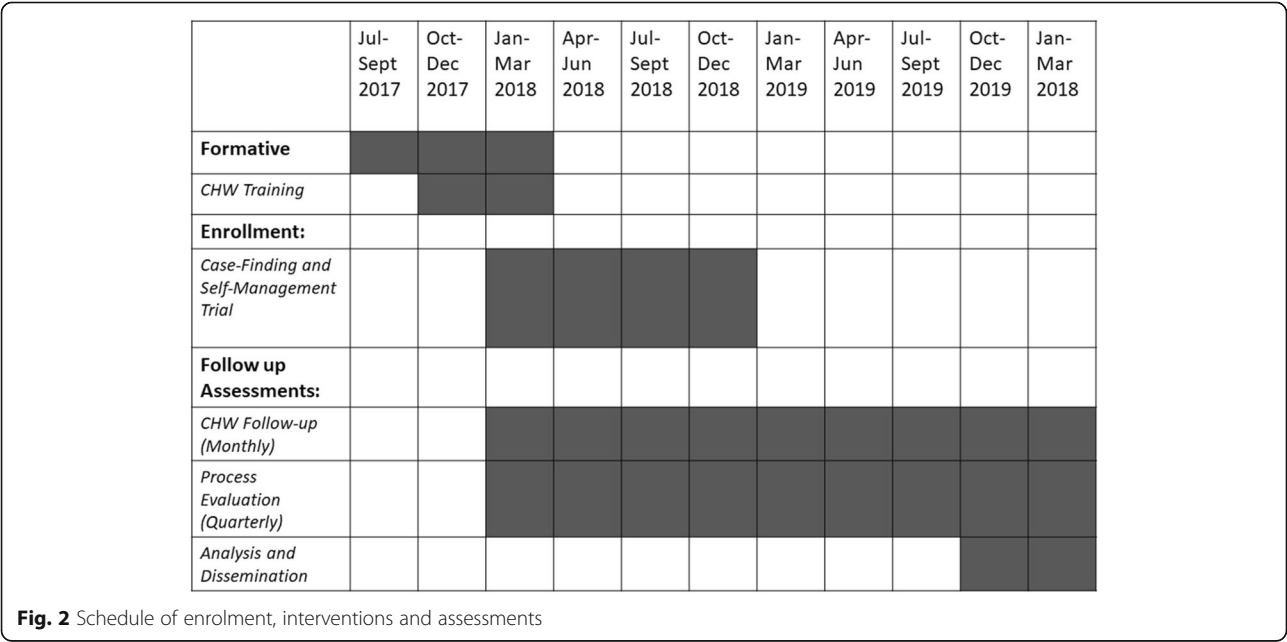 Jul- Oct- Jan- Apr- Jul- Oct- Jan- Apr- Jul- Oct- Jan-
Sept Dec Mar Jun Sept Dec Mar Jun Sept Dec Mar
2017 2017 2018 2018 2018 2018 2019 2019 2019 2019 2018
Formative
CHW Training
Enrollment:
Case-Finding and
Self-Management
Trial
Follow up
Assessments:
CHW Follow-up
(Monthly)
Process
Evaluation
(Quarterly)
Analysis and
Dissemination
Fig. 2 Schedule of enrolment, interventions and assessments